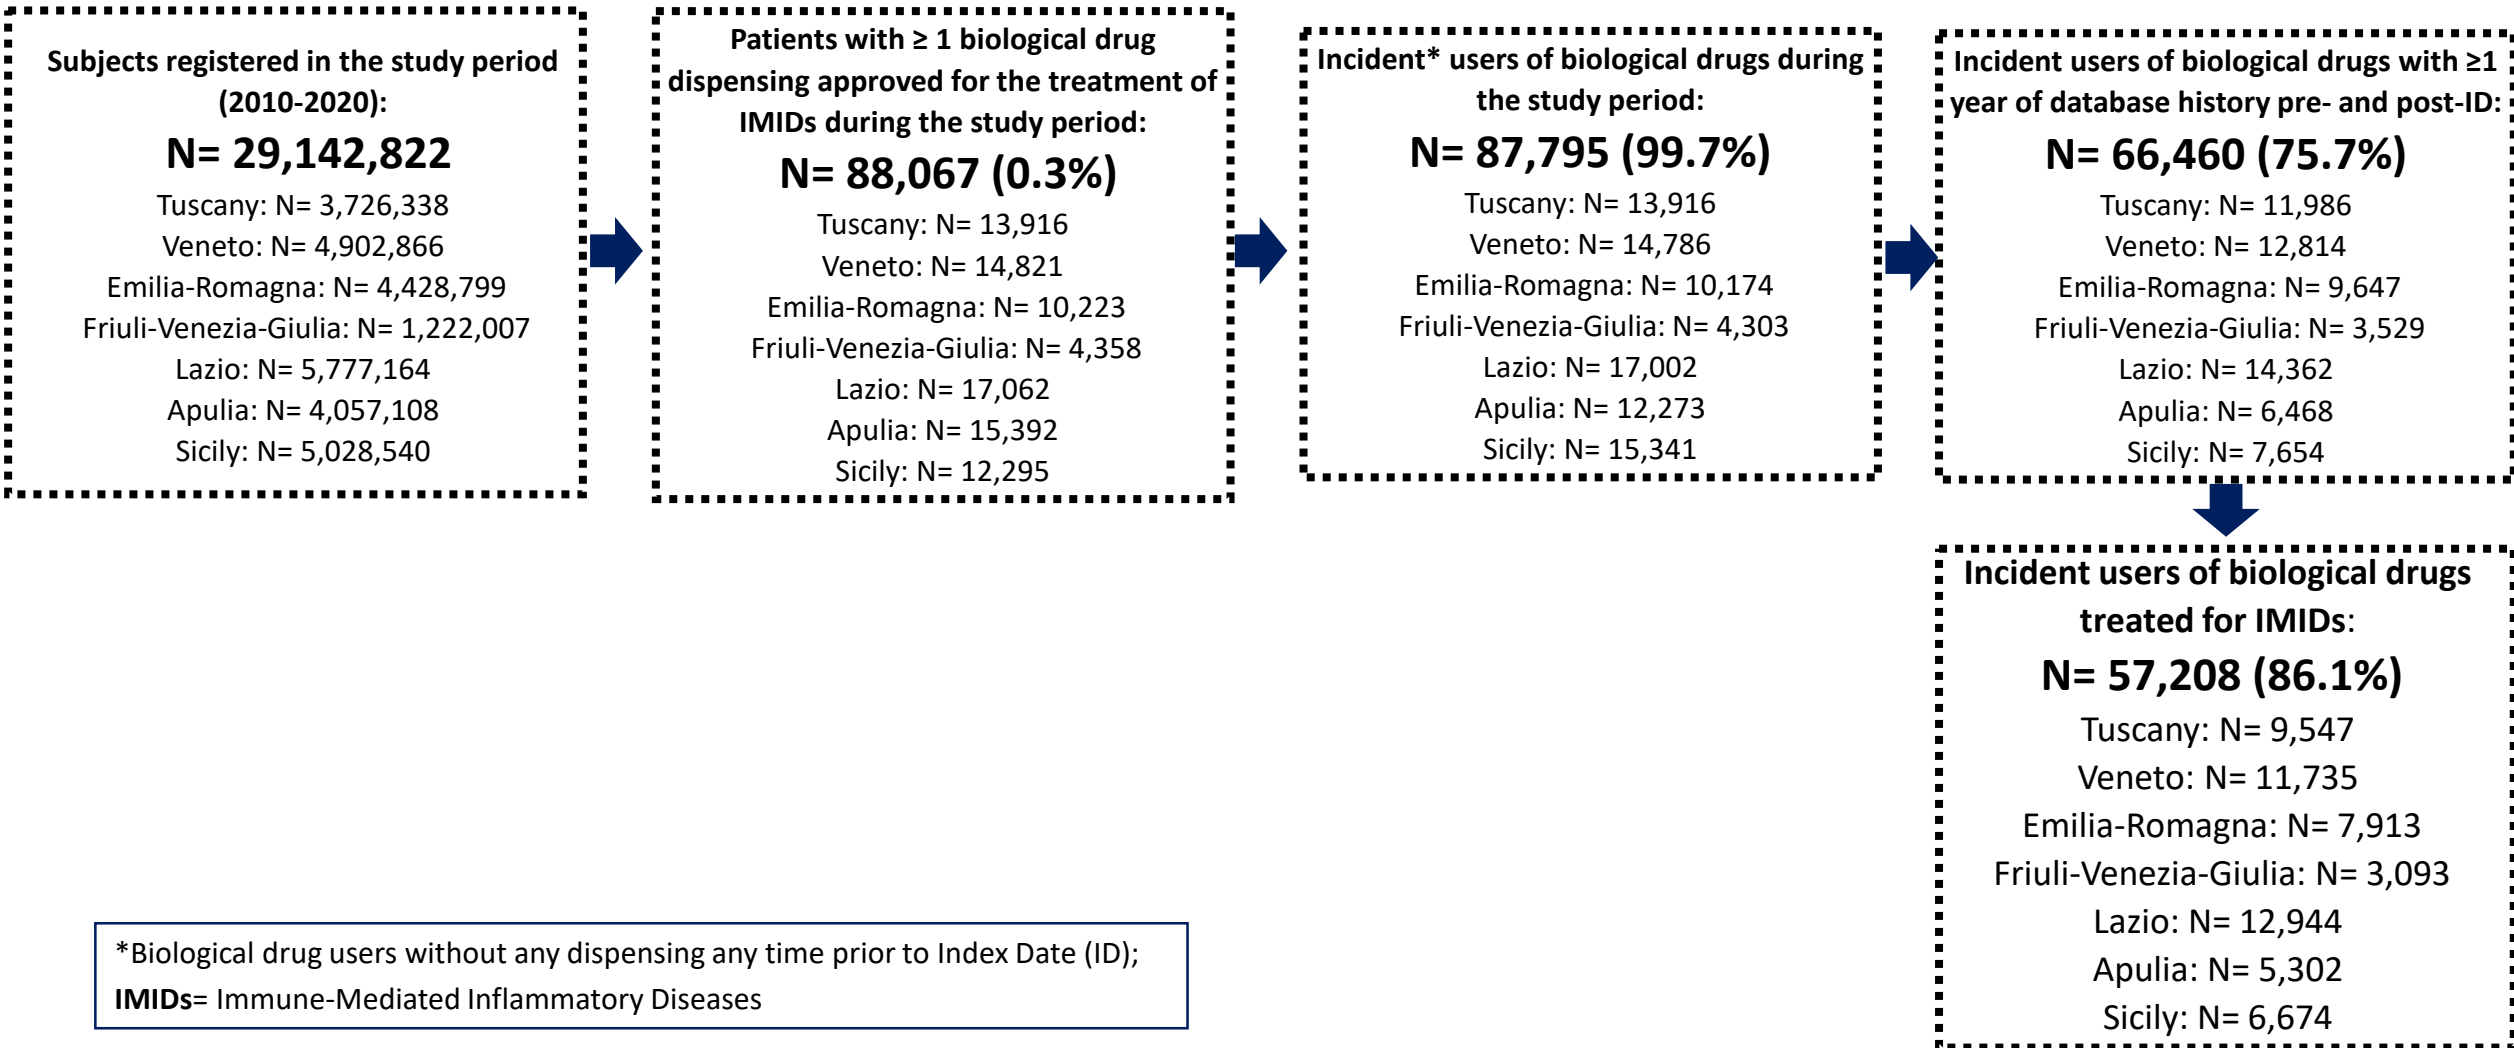 Subjects registered in the study period
(2010-2020):
N= 29,142,822
Tuscany: N= 3,726,338
Veneto: N= 4,902,866
Emilia-Romagna: N= 4,428,799
Friuli-Venezia-Giulia: N= 1,222,007
Lazio: N= 5,777,164
Apulia: N= 4,057,108
Sicily: N= 5,028,540
Patients with ≥ 1 biological drug
dispensing approved for the treatment of
IMIDs during the study period:
N= 88,067 (0.3%)
Tuscany: N= 13,916
Veneto: N= 14,821
Emilia-Romagna: N= 10,223
Friuli-Venezia-Giulia: N= 4,358
Lazio: N= 17,062
Apulia: N= 15,392
Sicily: N= 12,295
Incident* users of biological drugs during
the study period:
N= 87,795 (99.7%)
Tuscany: N= 13,916
Veneto: N= 14,786
Emilia-Romagna: N= 10,174
Friuli-Venezia-Giulia: N= 4,303
Lazio: N= 17,002
Apulia: N= 12,273
Sicily: N= 15,341
Incident users of biological drugs with ≥1
year of database history pre- and post-ID:
N= 66,460 (75.7%)
Tuscany: N= 11,986
Veneto: N= 12,814
Emilia-Romagna: N= 9,647
Friuli-Venezia-Giulia: N= 3,529
Lazio: N= 14,362
Apulia: N= 6,468
Sicily: N= 7,654
Incident users of biological drugs
treated for IMIDs:
N= 57,208 (86.1%)
Tuscany: N= 9,547
Veneto: N= 11,735
Emilia-Romagna: N= 7,913
Friuli-Venezia-Giulia: N= 3,093
Lazio: N= 12,944
Apulia: N= 5,302
Sicily: N= 6,674
*Biological drug users without any dispensing any time prior to Index Date (ID);
IMIDs= Immune-Mediated Inflammatory Diseases